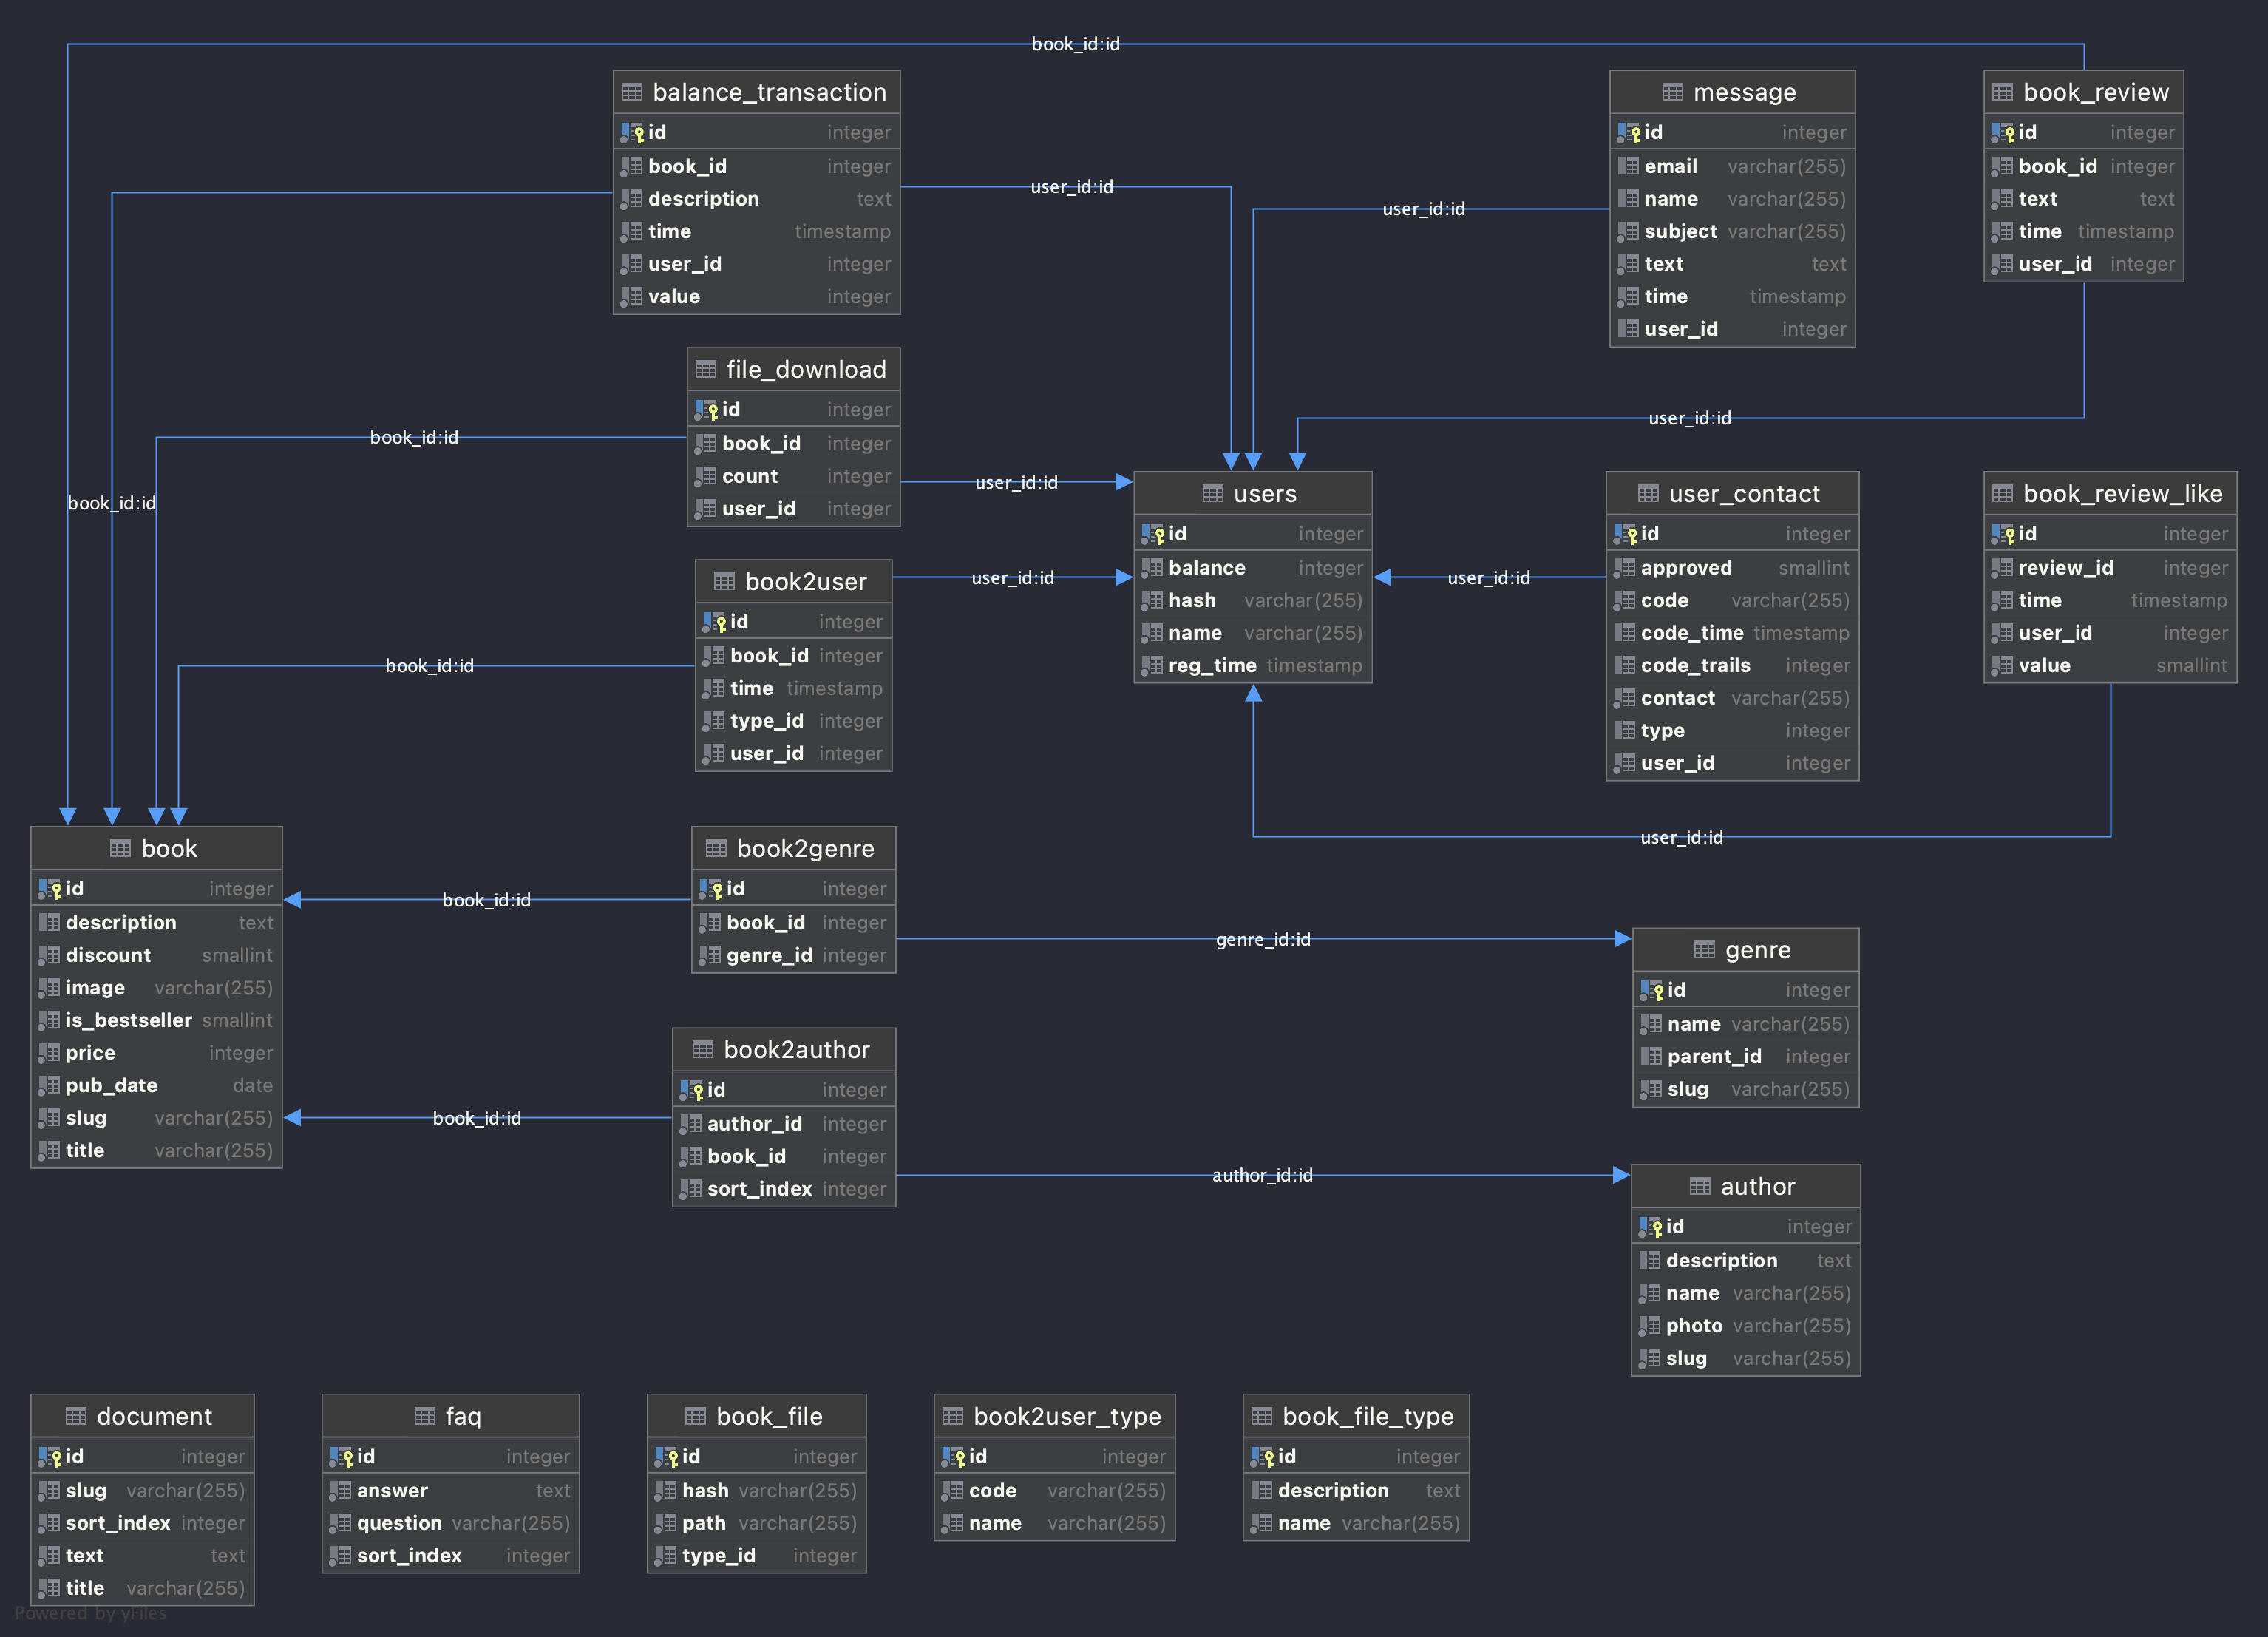 book_id:id
balance_transaction
id integer
book_id integer
description text
time timestamp
user_id integer
value integer
user_id:id
message
id integer
email varchar(255)
name varchar(255)
subject varchar(255)
text text
time timestamp
user_id integer
user_id:id
book_review
id integer
book_id integer
text text
time timestamp
user_id integer
user_id:id
file_download
id integer
book_id integer
count integer
user_id integer
book_id:id
book_id:id
user_id:id
book2user
id integer
book_id integer
time timestamp
type_id integer
user_id integer
book_id:id
user_id:id
users
id integer
balance integer
hash varchar(255)
name varchar(255)
reg_time timestamp
user_id:id
user_contact
id integer
approved smallint
code varchar(255)
code_time timestamp
code_trails integer
contact varchar(255)
type integer
user_id integer
book_review_like
id integer
review_id integer
time timestamp
user_id integer
value smallint
user_id:id
book
id integer
description text
discount smallint
image varchar(255)
is_bestseller smallint
price integer
pub_date date
slug varchar(255)
title varchar(255)
book_id:id
book2genre
id integer
book_id integer
genre_id integer
genre_id:id
genre
id integer
name varchar(255)
parent_id integer
slug varchar(255)
book_id:id
book2author
id integer
author_id integer
book_id integer
sort_index integer
author_id:id
author
id integer
description text
name varchar(255)
photo varchar(255)
slug varchar(255)
document
id integer
slug varchar(255)
sort_index integer
text text
title varchar(255)
faq
id integer
answer text
question varchar(255)
sort_index integer
book_file
id integer
hash varchar(255)
path varchar(255)
type_id integer
book2user_type
id integer
code varchar(255)
name varchar(255)
book_file_type
id integer
description text
name varchar(255)
Powered by yFiles